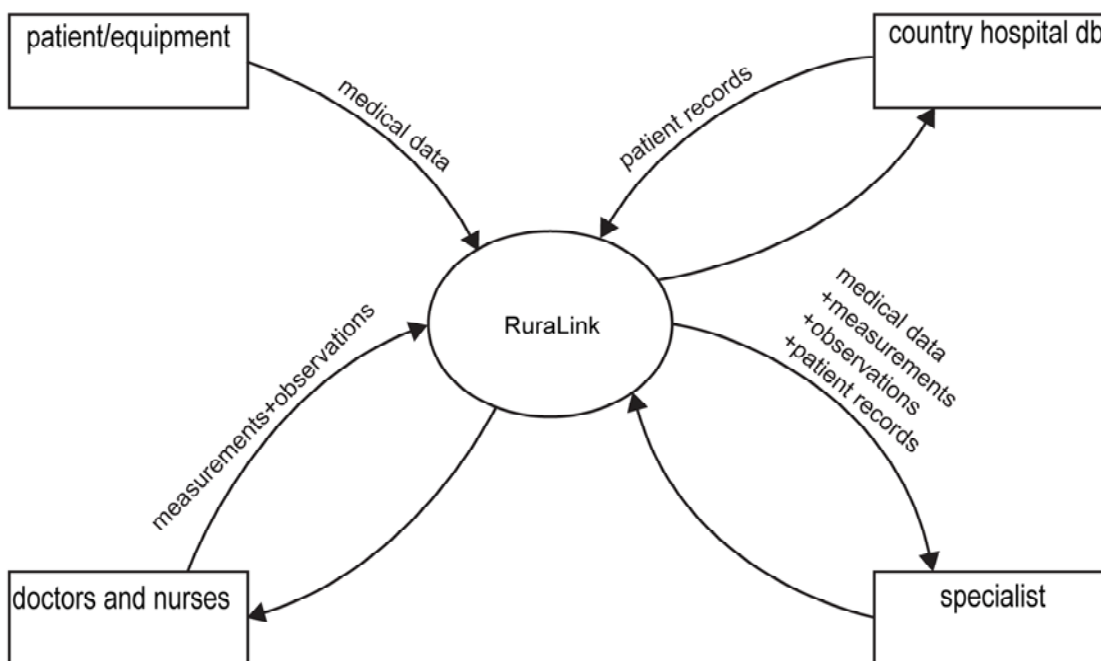 patient/equipment
country hospital db
medical data
patient records
RuraLink
medical data
+measurements
+observations
+patient records
measurements+observations
doctors and nurses
specialist